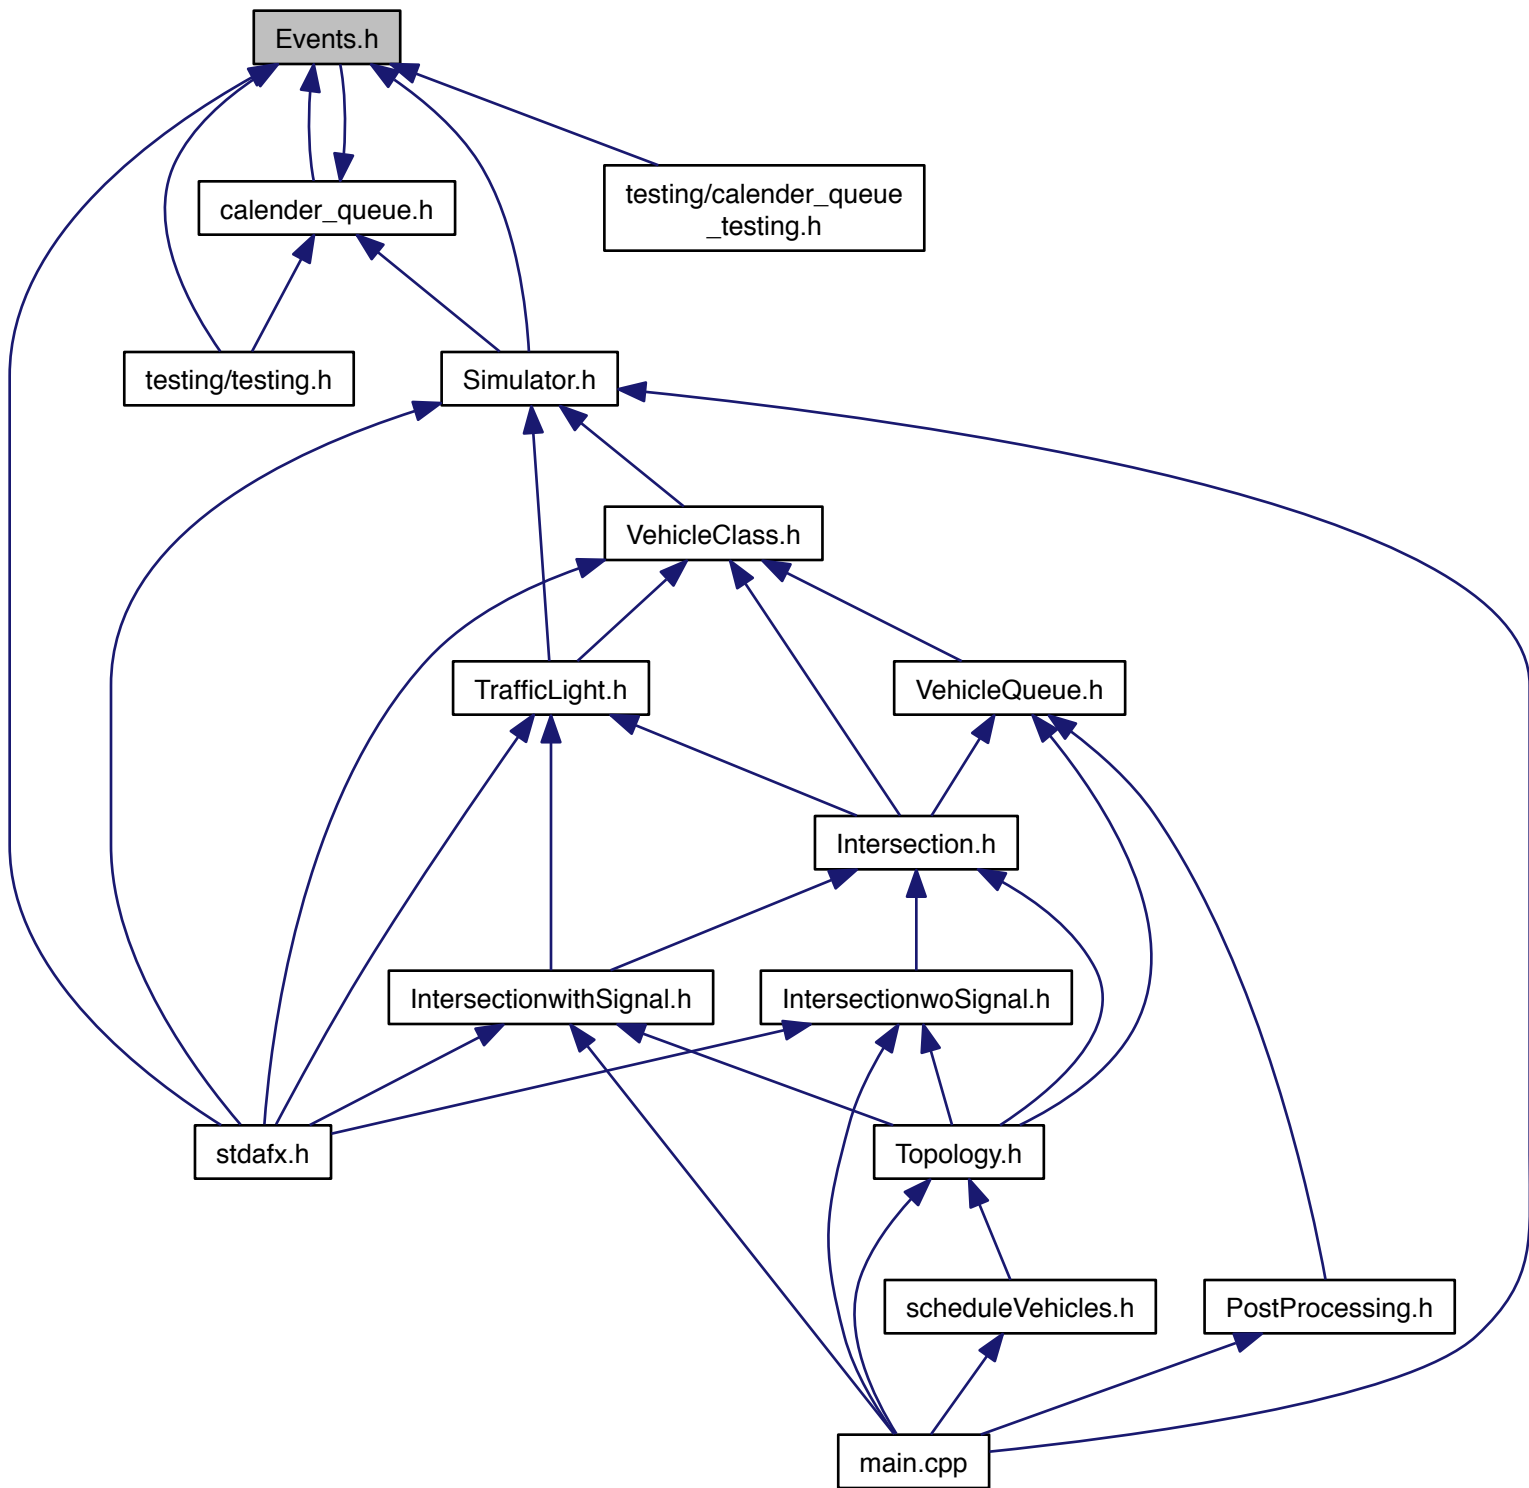 Events.h
calender_queue.h
testing/calender_queue
_testing.h
testing/testing.h
Simulator.h
VehicleClass.h
TrafficLight.h
VehicleQueue.h
Intersection.h
IntersectionwithSignal.h
IntersectionwoSignal.h
stdafx.h
Topology.h
scheduleVehicles.h
PostProcessing.h
main.cpp